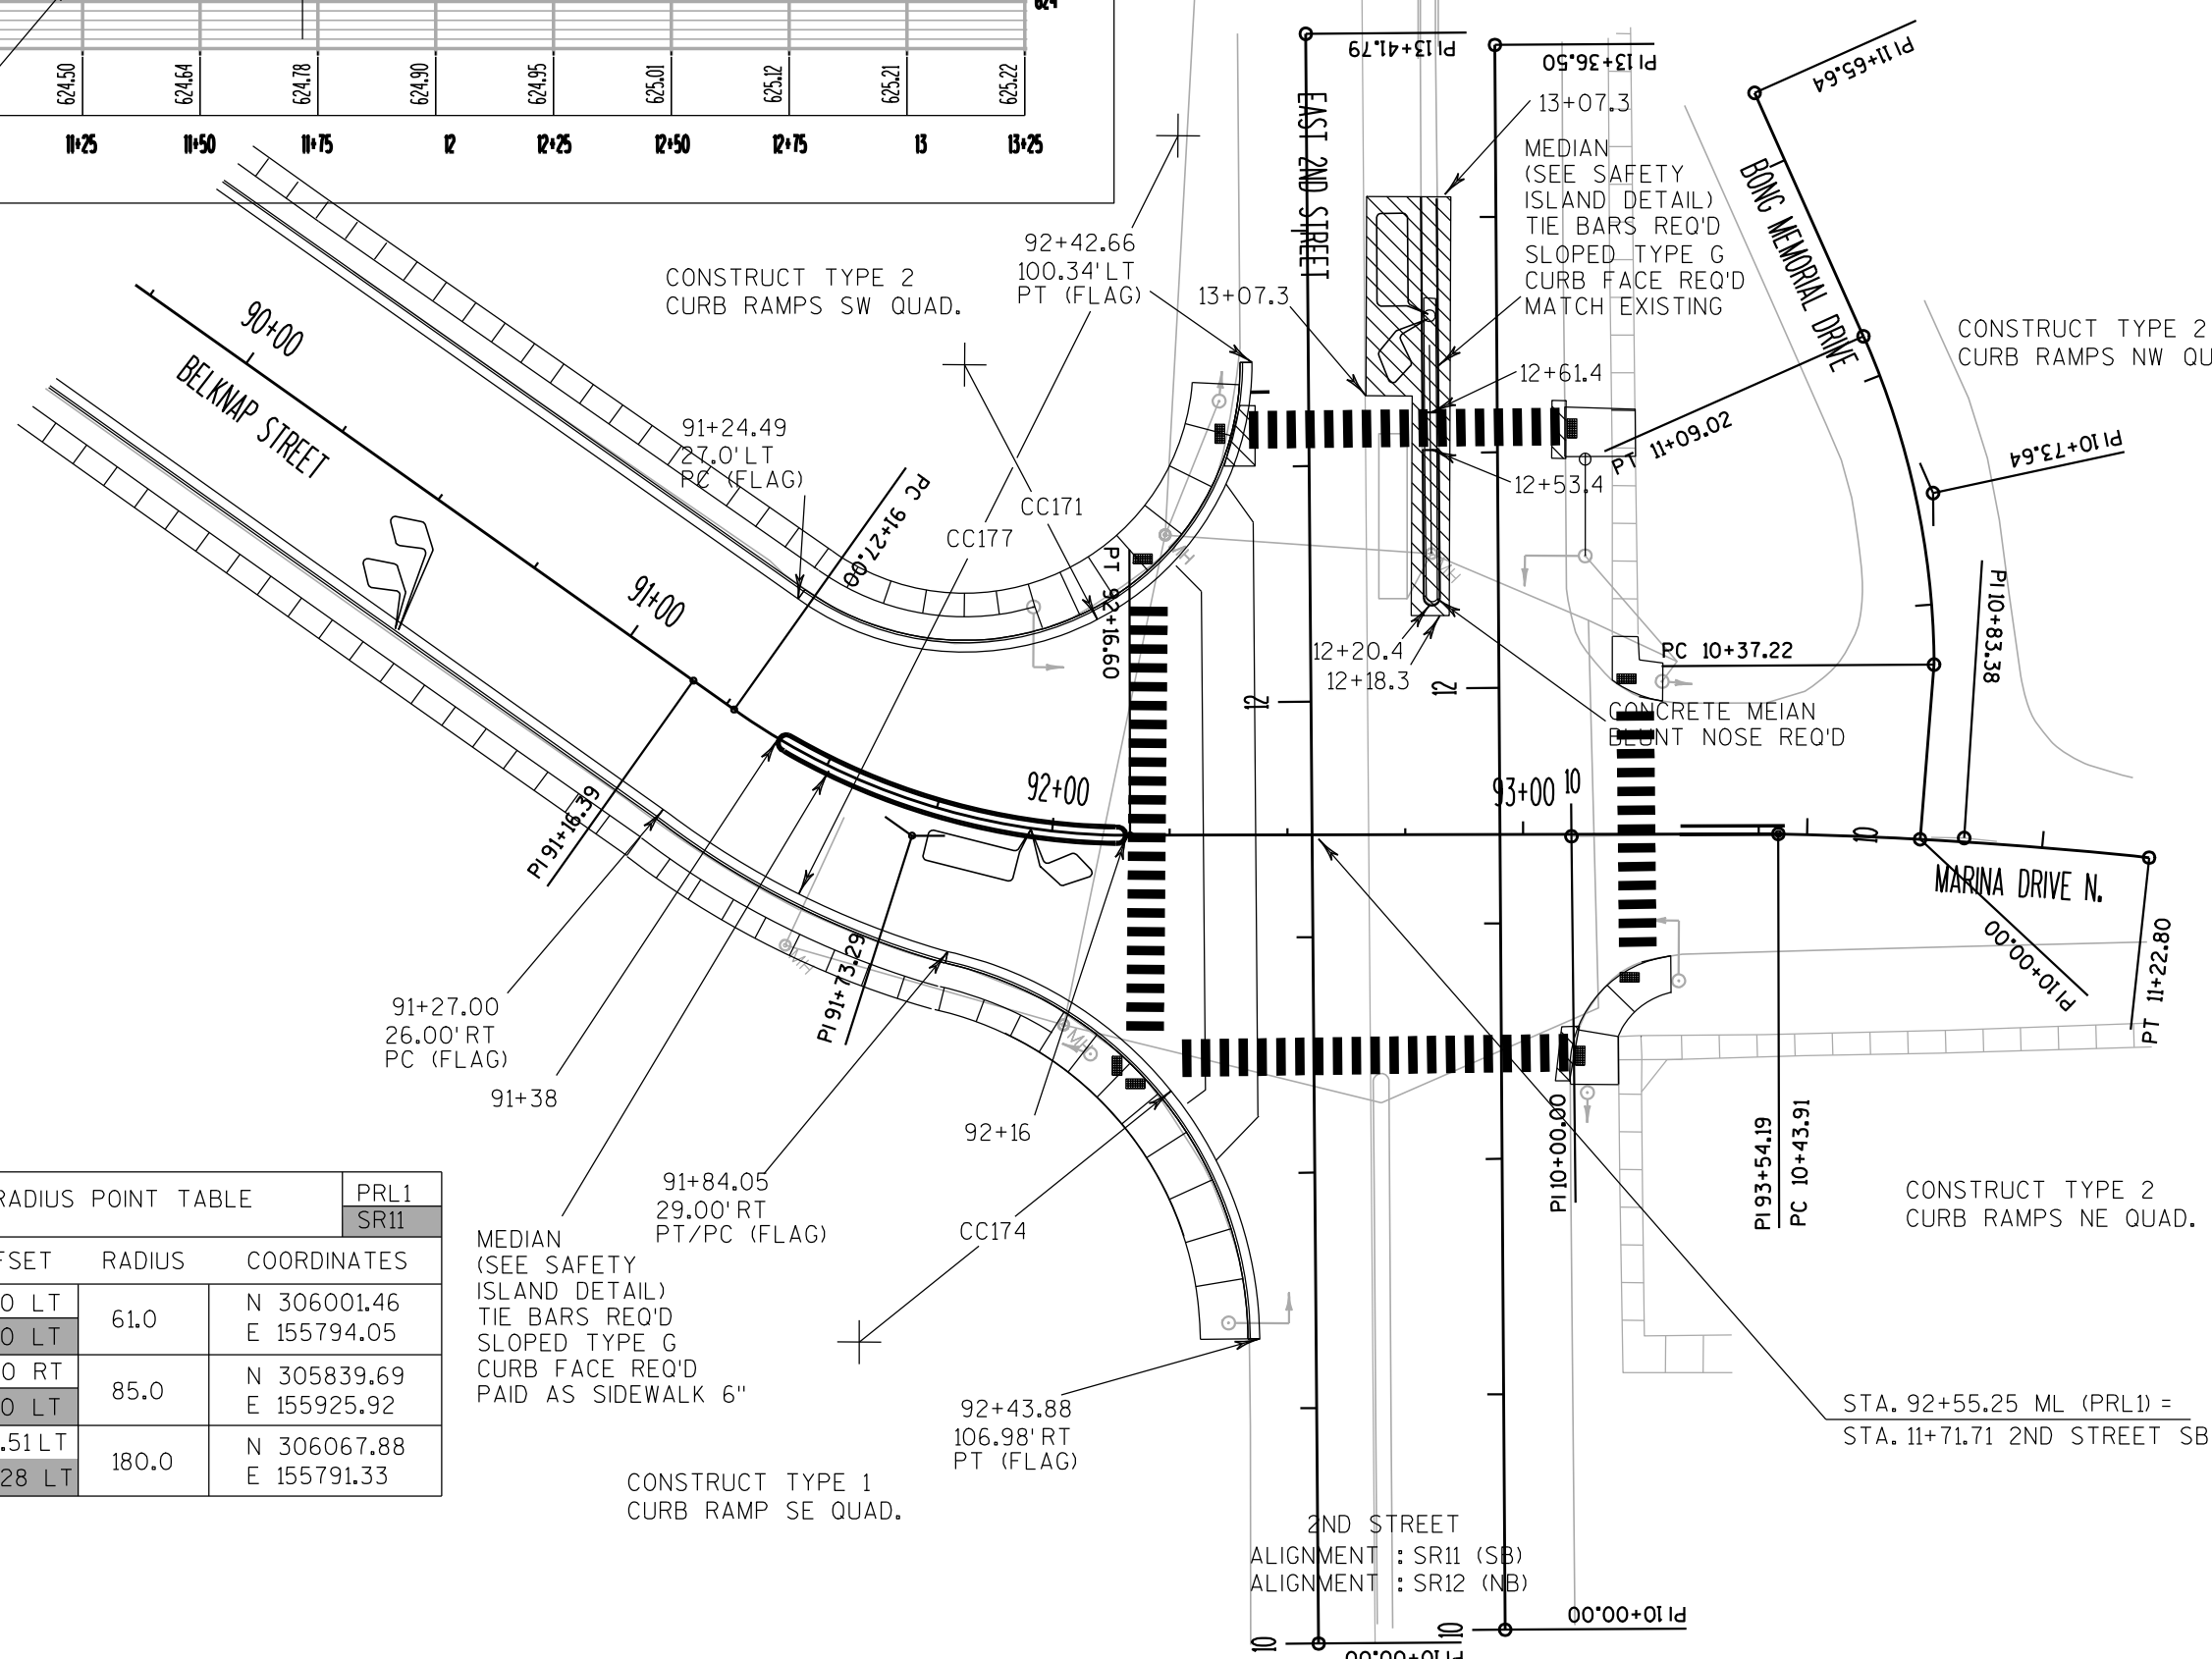 624
624.50
624.64
624.78
624.90
624.95
625.01
625.12
625.21
625.22
11+25
11+50
11+75
12
12+25
12+50
12+75
13
13+25
PI 13+41.79
PI 13+36.50
PI 11+65.64
EAST 2ND STREET
13+07.3
MEDIAN
(SEE SAFETY
ISLAND DETAIL)
TIE BARS REQ'D
SLOPED TYPE G
CURB FACE REQ'D
MATCH EXISTING
BONG MEMORIAL DRIVE
CONSTRUCT TYPE 2
CURB RAMPS NW QU
92+42.66
100.34' LT
PT (FLAG)
13+07.3
CONSTRUCT TYPE 2
CURB RAMPS SW QUAD.
90+00
BELKNAP STREET
12+61.4
PT 11+09.02
PI 10+73.64
91+24.49
27.0' LT
PC (FLAG)
12+53.4
PC 91+27.00
CC171
CC177
MH
MH
PT 92+16.60
91+00
12+20.4
12+18.3
PC 10+37.22
PI 10+83.38
12
12
CONCRETE MEIAN
BLUNT NOSE REQ'D
92+00
93+00
10
10
PI 91+16.39
MARINA DRIVE N.
PI 10+00.00
PT 11+22.80
MH
PI 91+73.29
MH
91+27.00
26.00' RT
PC (FLAG)
91+38
92+16
PI 10+00.00
PI 93+54.19
PC 10+43.91
91+84.05
29.00' RT
PT/PC (FLAG)
CC174
CONSTRUCT TYPE 2
CURB RAMPS NE QUAD.
RADIUS POINT TABLE
PRL1
SR11
FSET RADIUS COORDINATES
0 LT
0 LT
61.0
N 306001.46
E 155794.05
0 RT
0 LT
85.0
N 305839.69
E 155925.92
.51 LT
28 LT
180.0
N 306067.88
E 155791.33
MEDIAN
(SEE SAFETY
ISLAND DETAIL)
TIE BARS REQ'D
SLOPED TYPE G
CURB FACE REQ'D
PAID AS SIDEWALK 6"
92+43.88
106.98' RT
PT (FLAG)
STA. 92+55.25 ML (PRL1) =
STA. 11+71.71 2ND STREET SB
CONSTRUCT TYPE 1
CURB RAMP SE QUAD.
2ND STREET
ALIGNMENT : SR11 (SB)
ALIGNMENT : SR12 (NB)
PI 10+00.00
10
10
PI 10+00.00